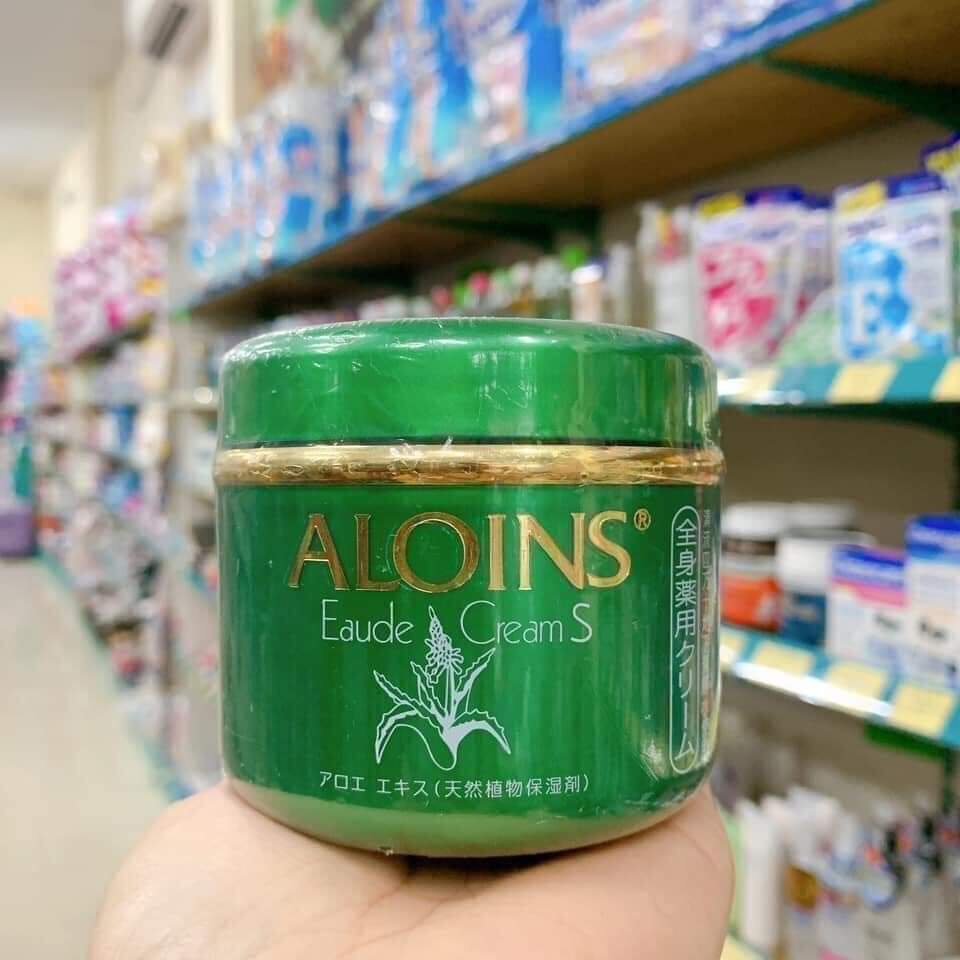 ALOINS®
Eaude Cream S
アロエ エキス(天然植物保湿剤)
全身薬用クリーム
E